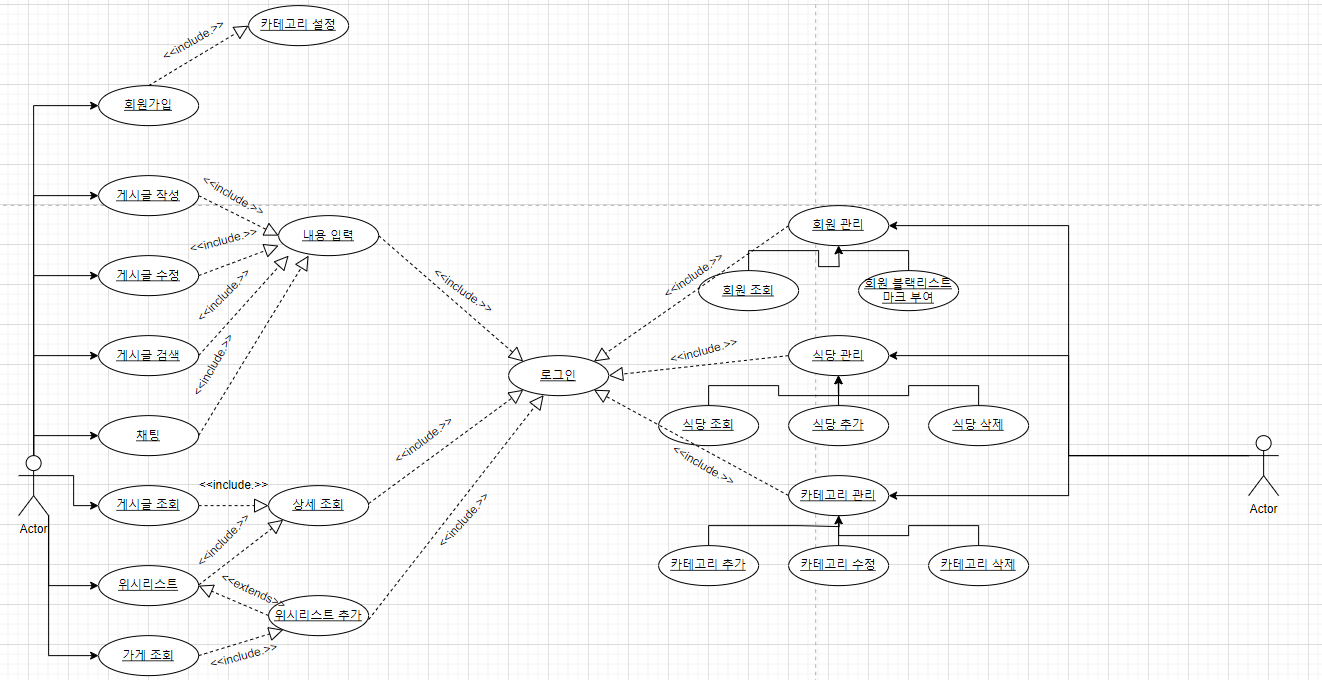 카테고리 설정
<<include.>>
회원가입
게시글 작성
<<include.>>
내용 입력
<<include.>>
게시글 수정
<<include.>>
게시글 검색
<<include.>>
채팅
<<include.>>
게시글 조회
<<include.>>
상세 조회
<<include.>>
Actor
위시리스트
<<extends>>
위시리스트 추가
가게 조회
<<include.>>
<<include.>>
<<include.>>
로그인
회원 관리
<<include.>>
회원 조회
회원 블랙리스트
마크 부여
<<include.>>
식당 관리
식당 조회
식당 추가
식당 삭제
<<include.>>
카테고리 관리
카테고리 추가
카테고리 수정
카테고리 삭제
Actor